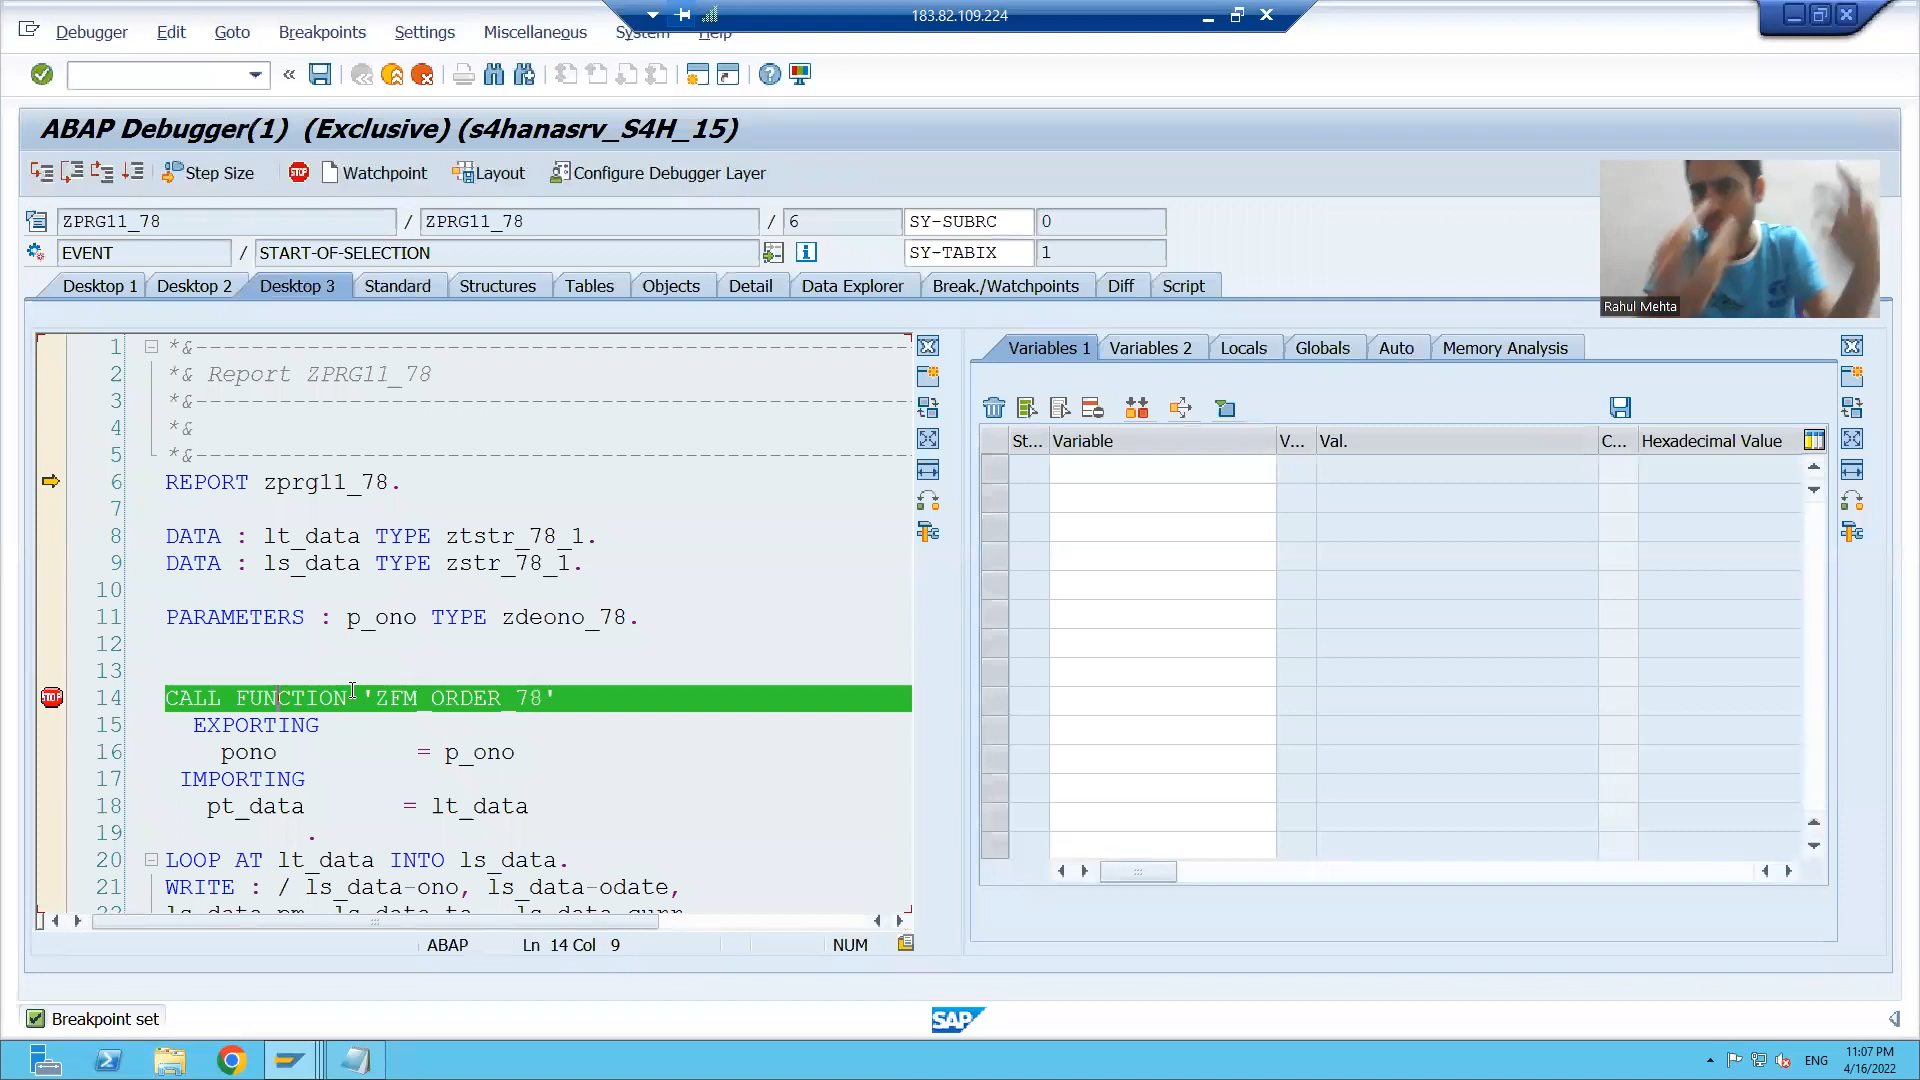 183.82.109.224
Debugger Edit Goto Breakpoints Settings Miscellaneous System Help
ABAP Debugger(1) (Exclusive) (s4hanasrv_S4H_15)
Step Size STOP Watchpoint Layout Configure Debugger Layer
ZPRG11_78 / ZPRG11_78 / 6 SY-SUBRC 0
EVENT / START-OF-SELECTION SY-TABIX 1
Rahul Mehta
Desktop 1 Desktop 2 Desktop 3 Standard Structures Tables Objects Detail Data Explorer Break./Watchpoints Diff Script
Variables 1 Variables 2 Locals Globals Auto Memory Analysis
St... Variable V... Val. C... Hexadecimal Value
1 *&---------------------------------------------------------------------
2 *& Report ZPRG11_78
3 *&---------------------------------------------------------------------
4 *&
5 *&---------------------------------------------------------------------
6 REPORT zprg11_78.
7
8 DATA : lt_data TYPE ztstr_78_1.
9 DATA : ls_data TYPE zstr_78_1.
10
11 PARAMETERS : p_ono TYPE zdeono_78.
12
13
STOP 14 CALL FUNCTION 'ZFM_ORDER_78'
15 EXPORTING
16 pono = p_ono
17 IMPORTING
18 pt_data = lt_data
19 .
20 LOOP AT lt_data INTO ls_data.
21 WRITE : / ls_data-ono, ls_data-odate,
ABAP Ln 14 Col 9 NUM
Breakpoint set
SAP
ENG
11:07 PM
4/16/2022